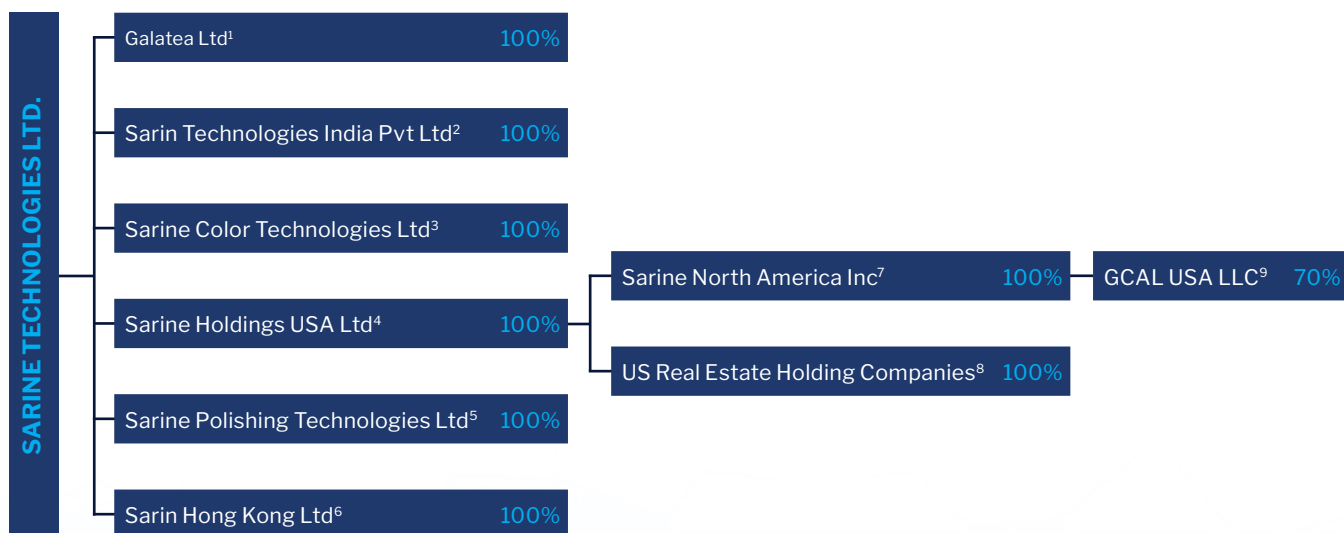 SARINE TECHNOLOGIES LTD.
Galatea Ltd¹ 100%
Sarin Technologies India Pvt Ltd² 100%
Sarine Color Technologies Ltd³ 100%
Sarine Holdings USA Ltd⁴ 100%
Sarine Polishing Technologies Ltd⁵ 100%
Sarin Hong Kong Ltd⁶ 100%
Sarine North America Inc⁷ 100%
US Real Estate Holding Companies⁸ 100%
GCAL USA LLC⁹ 70%